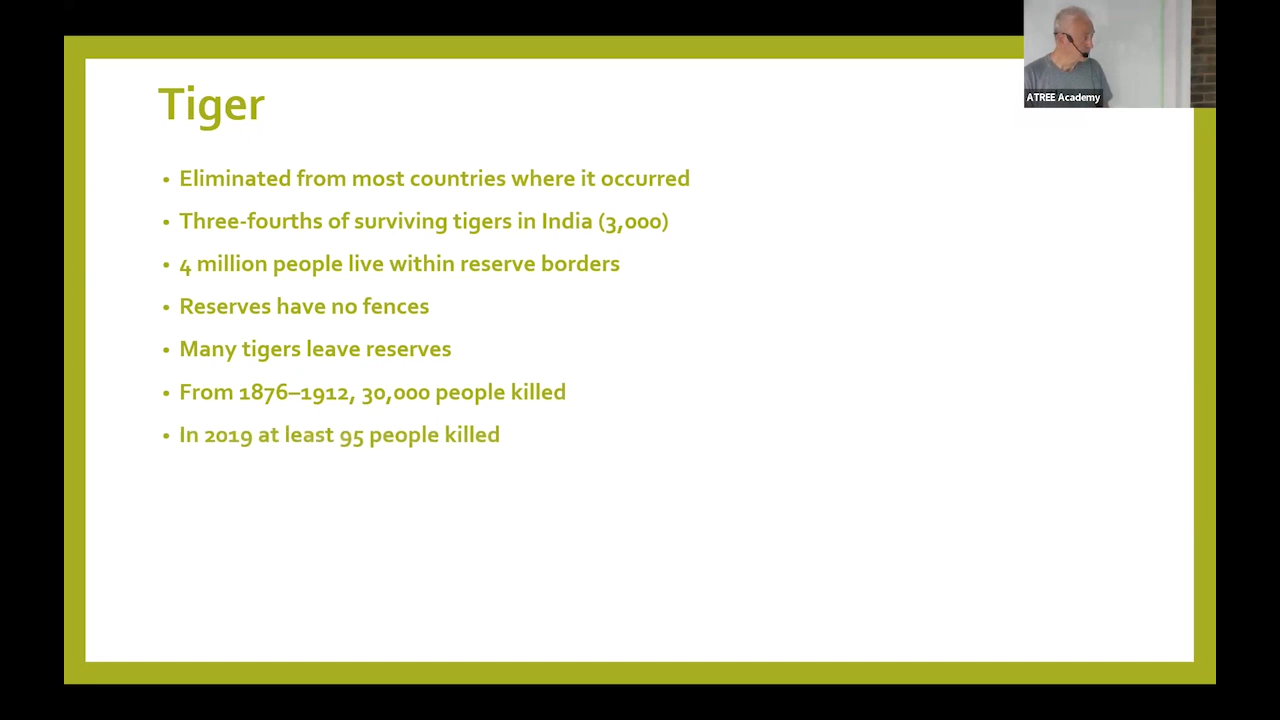 Tiger
• Eliminated from most countries where it occurred
• Three-fourths of surviving tigers in India (3,000)
• 4 million people live within reserve borders
• Reserves have no fences
• Many tigers leave reserves
• From 1876–1912, 30,000 people killed
• In 2019 at least 95 people killed
ATREE Academy